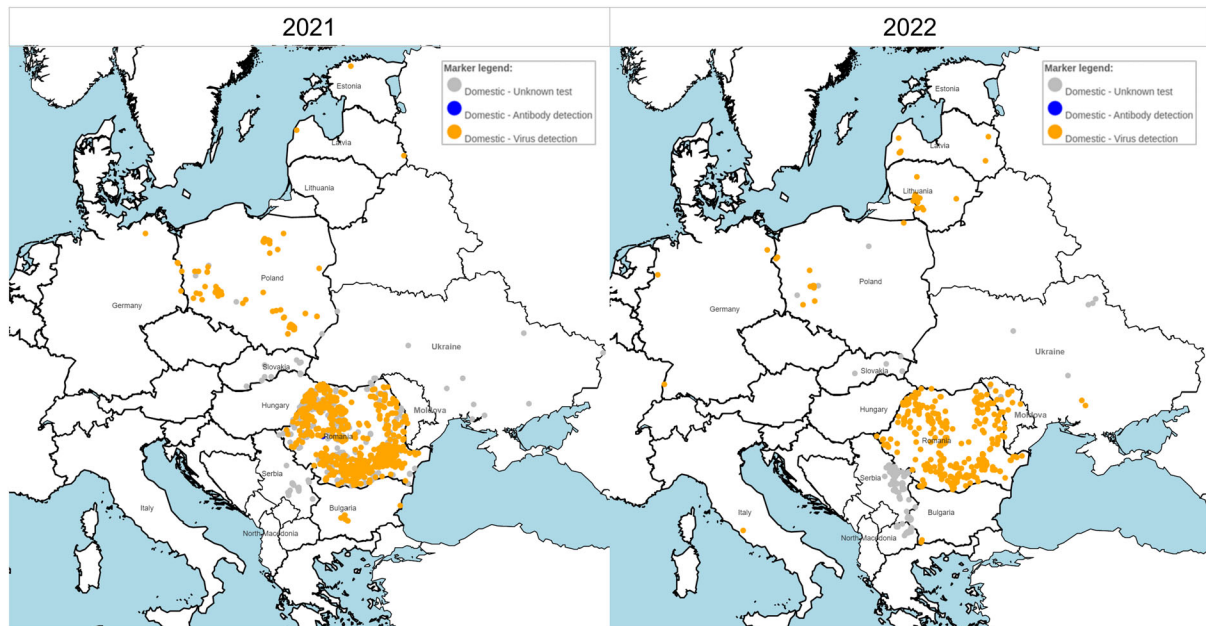 2021
2022
Marker legend:
Domestic - Unknown test
Domestic - Antibody detection
Domestic - Virus detection
Estonia
Latvia
Lithuania
Poland
Germany
Ukraine
Slovakia
Hungary
Moldova
Romania
Serbia
Italy
Bulgaria
North Macedonia
Marker legend:
Domestic - Unknown test
Domestic - Antibody detection
Domestic - Virus detection
Estonia
Latvia
Lithuania
Poland
Germany
Ukraine
Slovakia
Hungary
Moldova
Romania
Serbia
Italy
Bulgaria
North Macedonia